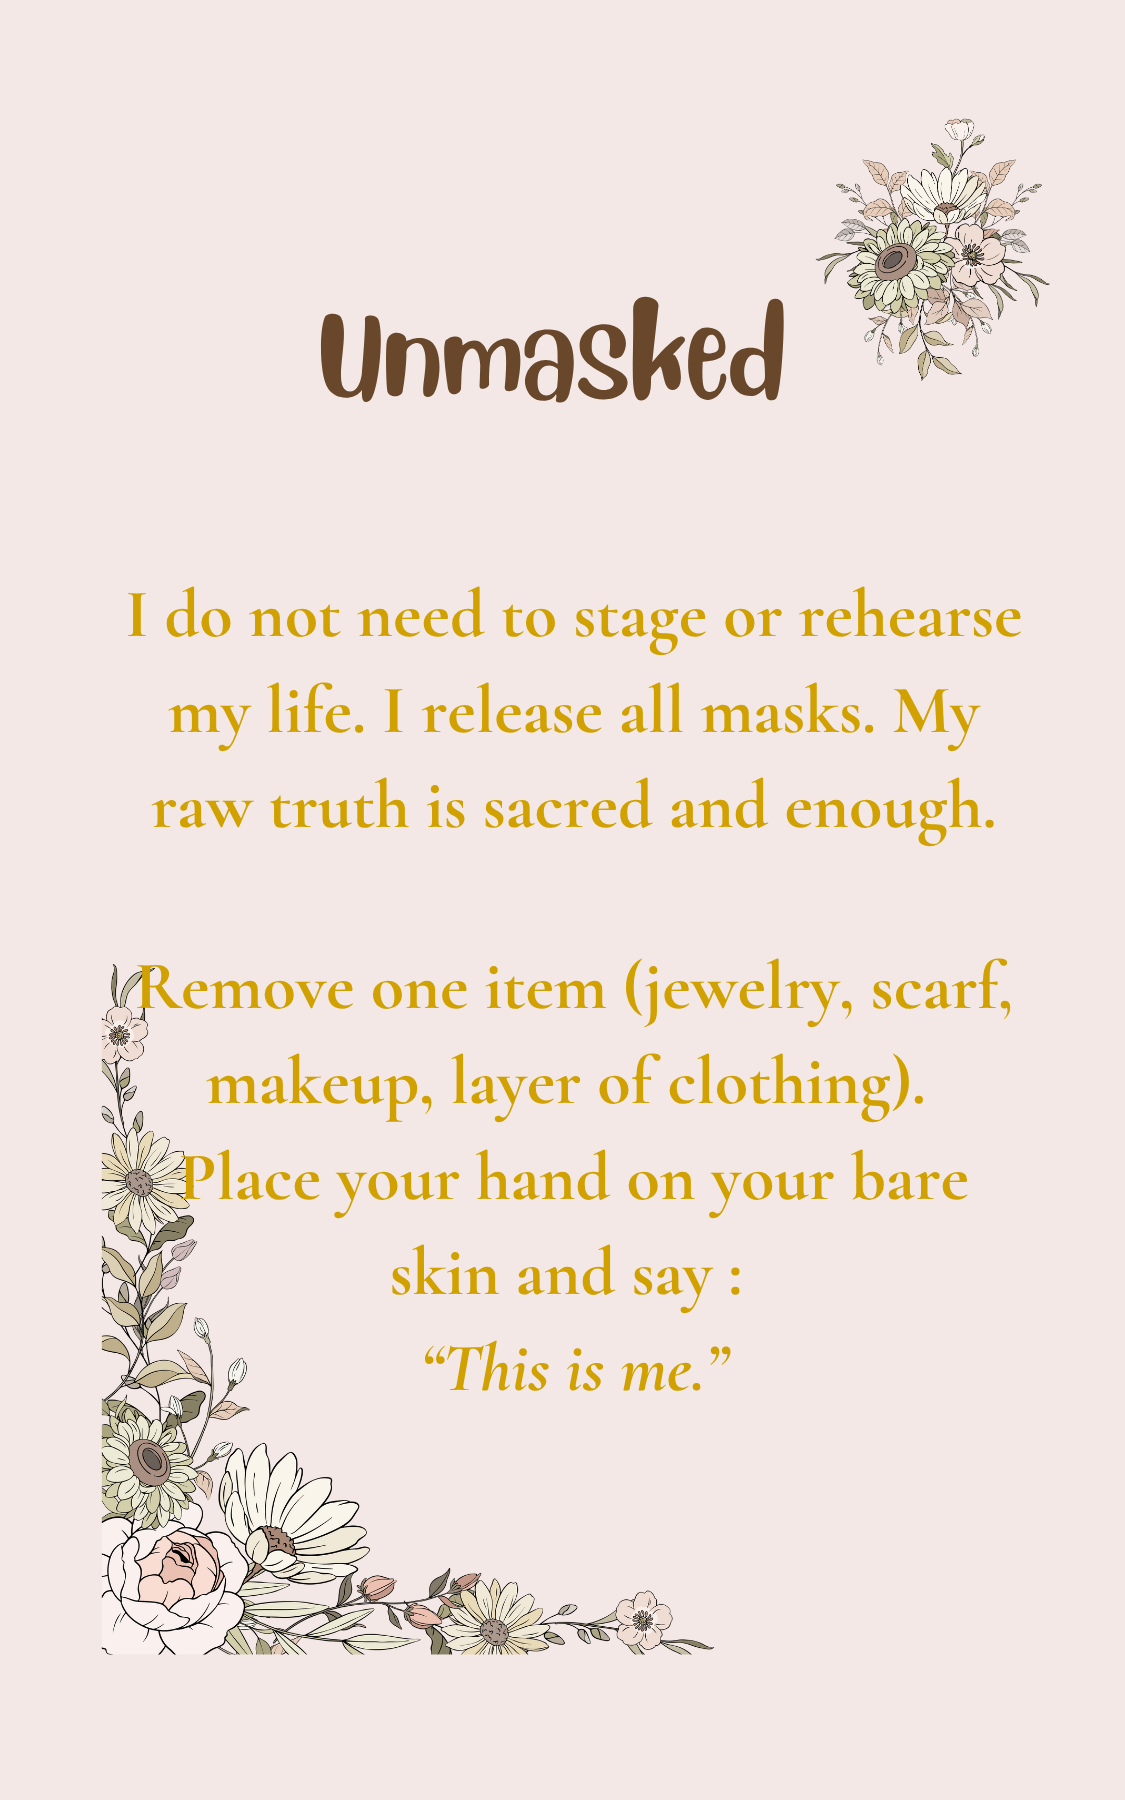 Unmasked
I do not need to stage or rehearse
my life. I release all masks. My
raw truth is sacred and enough.
Remove one item (jewelry, scarf,
makeup, layer of clothing).
Place your hand on your bare
skin and say :
“This is me.”